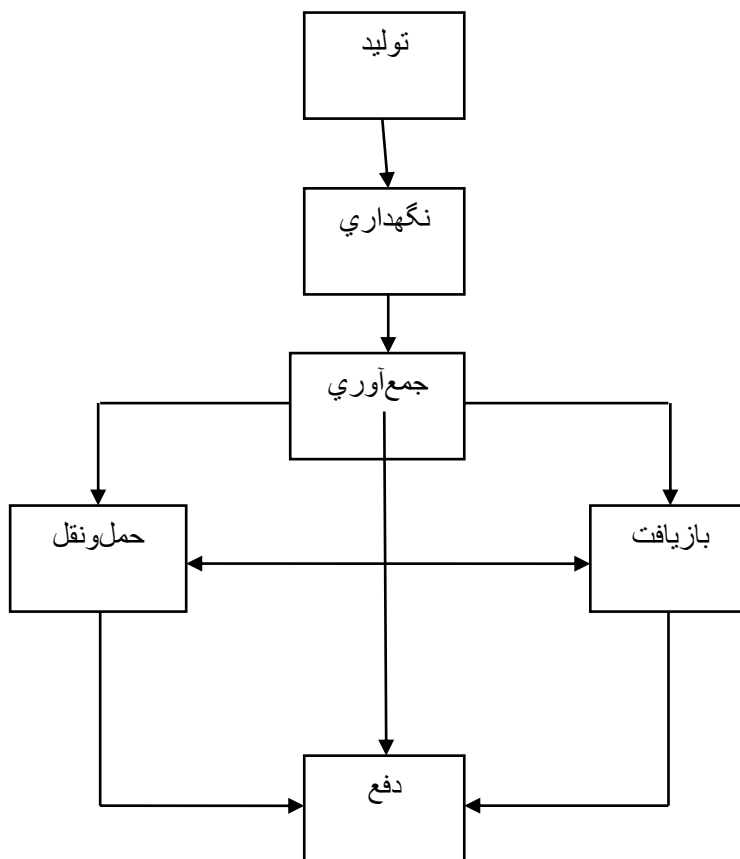 توليد
نگهداري
جمع‌آوري
حمل‌ونقل
بازيافت
دفع